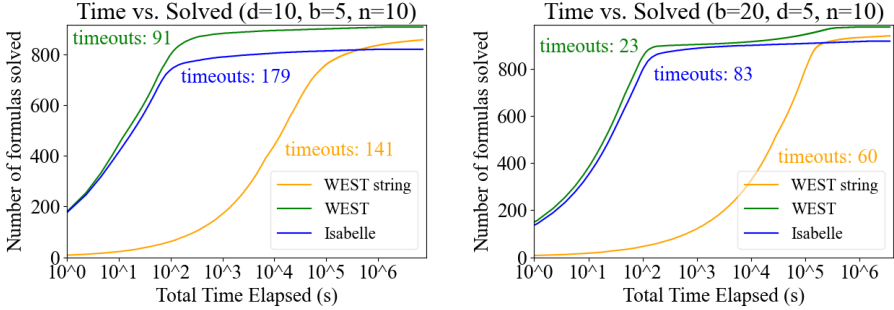 Time vs. Solved (d=10, b=5, n=10)
Number of formulas solved
800
600
400
200
0
timeouts: 91
timeouts: 179
timeouts: 141
WEST string
WEST
Isabelle
10^0
10^1
10^2
10^3
10^4
10^5
10^6
Total Time Elapsed (s)
Time vs. Solved (b=20, d=5, n=10)
Number of formulas solved
800
600
400
200
0
timeouts: 23
timeouts: 83
timeouts: 60
WEST string
WEST
Isabelle
10^0
10^1
10^2
10^3
10^4
10^5
10^6
Total Time Elapsed (s)